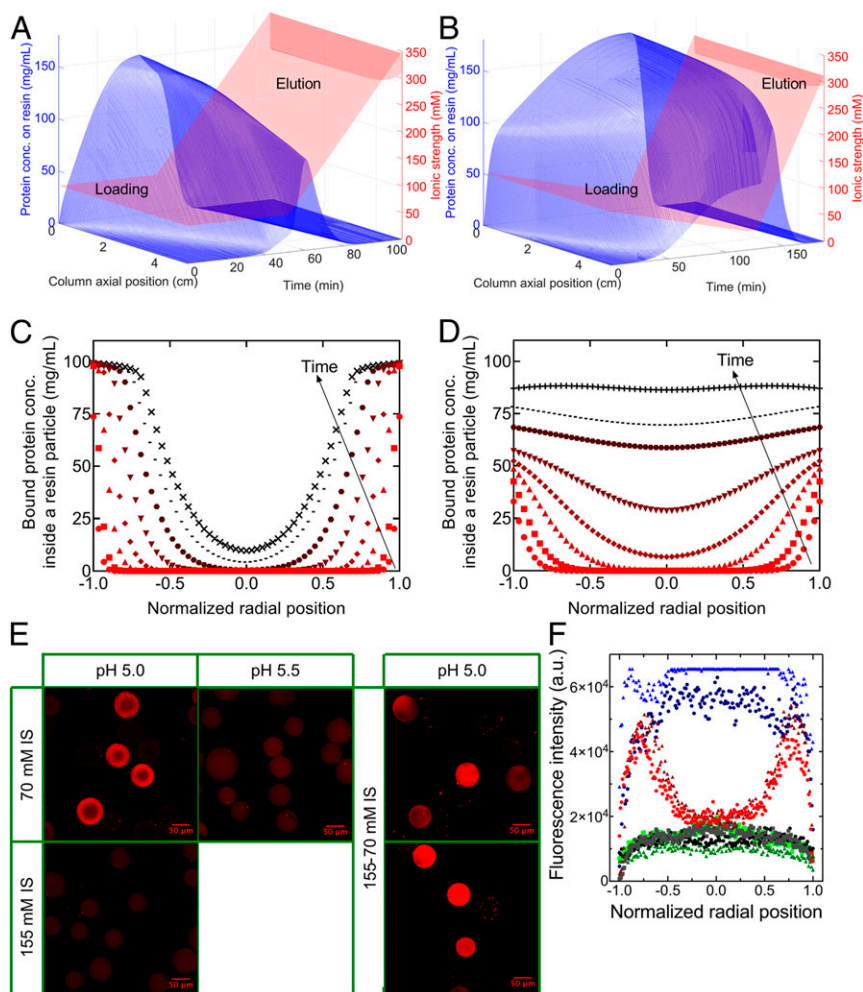 A
Protein conc. on resin (mg/mL)
150
100
50
0
0
2
4
Column axial position (cm)
0
20
40
60
80
100
Time (min)
Loading
Elution
350
300
250
200
150
100
50
0
Ionic strength (mM)
B
Protein conc. on resin (mg/mL)
150
100
50
0
0
2
4
Column axial position (cm)
0
50
100
150
Time (min)
Loading
Elution
350
300
250
200
150
100
50
0
Ionic strength (mM)
C
Bound protein conc.
inside a resin particle (mg/mL)
100
75
50
25
0
-1.0
-0.5
0.0
0.5
1.0
Normalized radial position
Time
D
Bound protein conc.
inside a resin particle (mg/mL)
100
75
50
25
0
-1.0
-0.5
0.0
0.5
1.0
Normalized radial position
Time
E
pH 5.0
pH 5.5
pH 5.0
70 mM IS
155 mM IS
155-70 mM IS
50 µm
50 µm
50 µm
50 µm
50 µm
F
Fluorescence intensity (a.u.)
6×10⁴
4×10⁴
2×10⁴
0
-1.0
-0.5
0.0
0.5
1.0
Normalized radial position